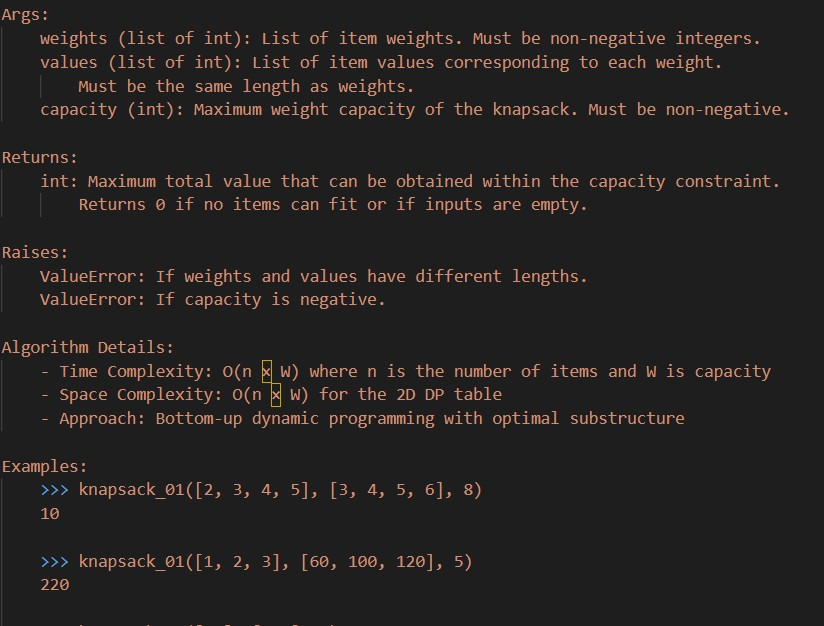 Args:
weights (list of int): List of item weights. Must be non-negative integers.
values (list of int): List of item values corresponding to each weight.
Must be the same length as weights.
capacity (int): Maximum weight capacity of the knapsack. Must be non-negative.
Returns:
int: Maximum total value that can be obtained within the capacity constraint.
Returns 0 if no items can fit or if inputs are empty.
Raises:
ValueError: If weights and values have different lengths.
ValueError: If capacity is negative.
Algorithm Details:
- Time Complexity: O(n × W) where n is the number of items and W is capacity
- Space Complexity: O(n × W) for the 2D DP table
- Approach: Bottom-up dynamic programming with optimal substructure
Examples:
>>> knapsack_01([2, 3, 4, 5], [3, 4, 5, 6], 8)
10
>>> knapsack_01([1, 2, 3], [60, 100, 120], 5)
220